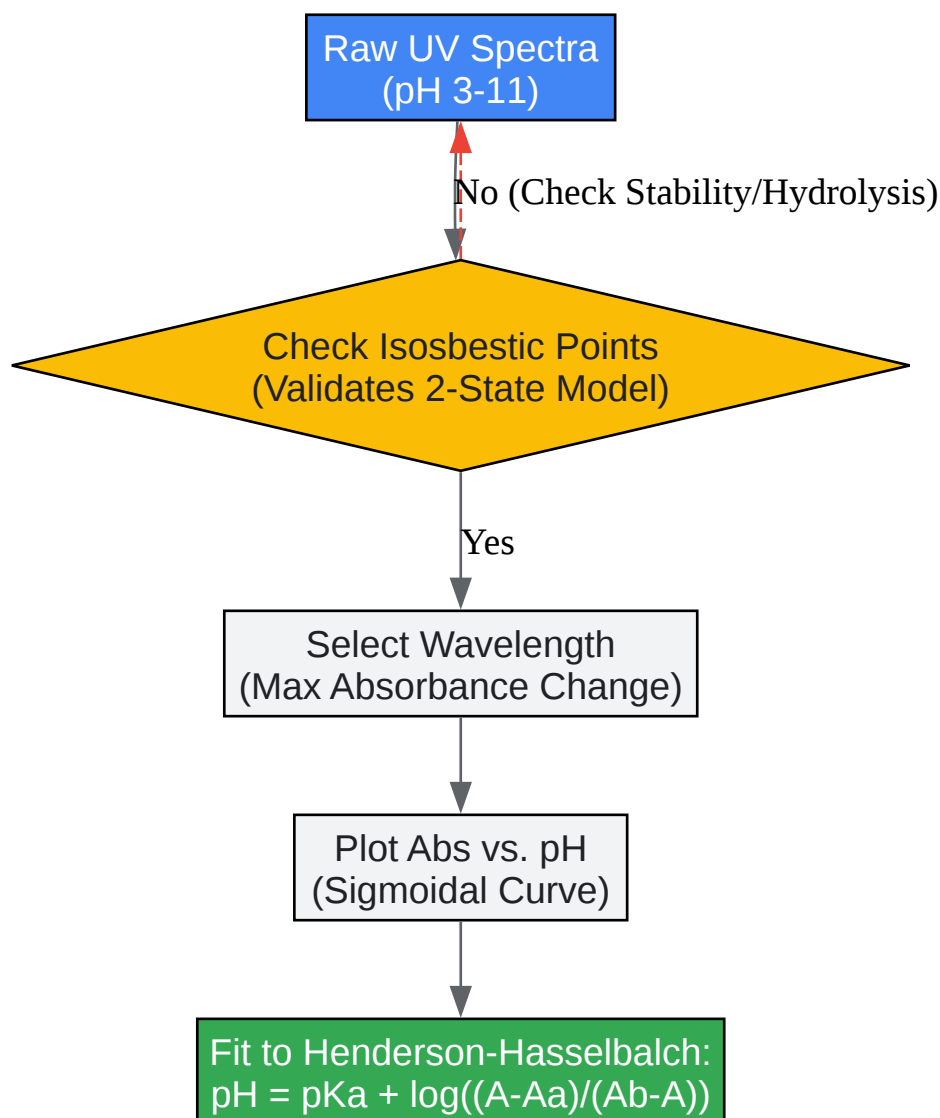 Raw UV Spectra
(pH 3-11)
No (Check Stability/Hydrolysis)
Check Isosbestic Points
(Validates 2-State Model)
Yes
Select Wavelength
(Max Absorbance Change)
Plot Abs vs. pH
(Sigmoidal Curve)
Fit to Henderson-Hasselbalch:
pH = pKa + log((A-Aa)/(Ab-A))